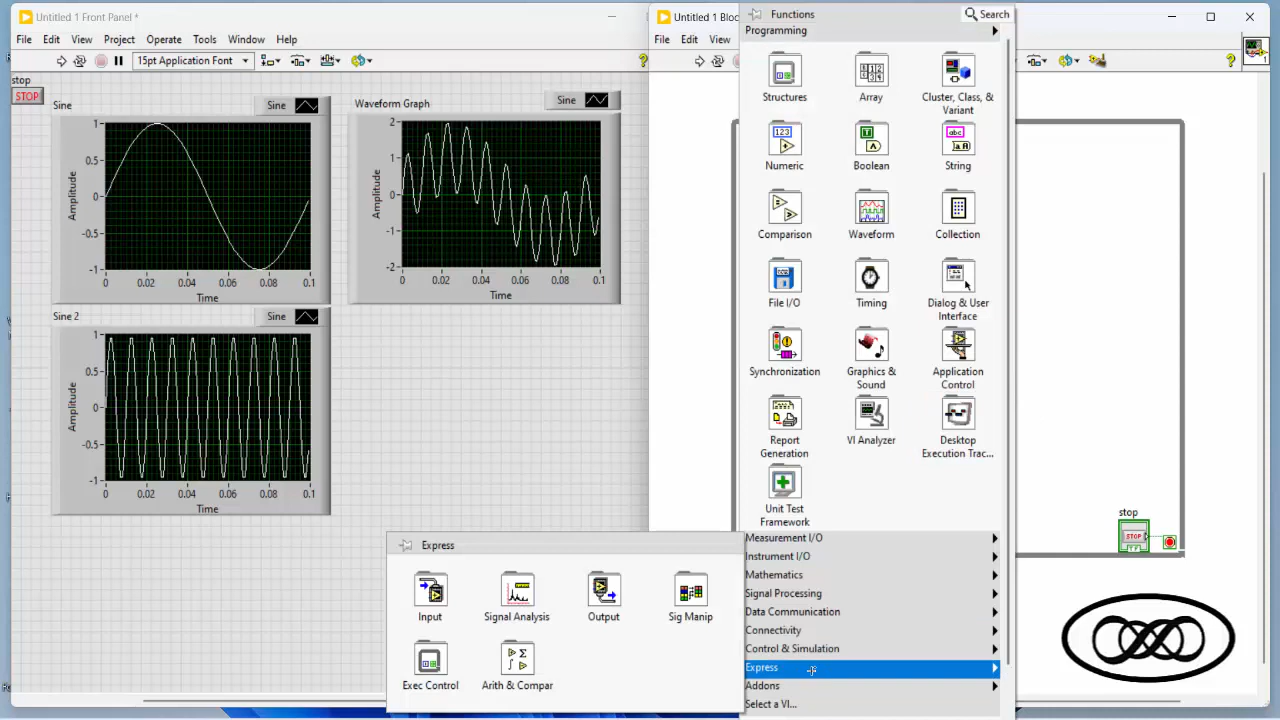 Untitled 1 Front Panel *
File Edit View Project Operate Tools Window Help
15pt Application Font
stop
STOP
Sine
Sine
Amplitude
1
0.5
0
-0.5
-1
0 0.02 0.04 0.06 0.08 0.1
Time
Waveform Graph
Sine
Amplitude
2
1
0
-1
-2
0 0.02 0.04 0.06 0.08 0.1
Time
Sine 2
Sine
Amplitude
1
0.5
0
-0.5
-1
0 0.02 0.04 0.06 0.08 0.1
Time
Untitled 1 Bloc
File Edit View
Functions
Search
Programming
Structures
Array
Cluster, Class, &
Variant
Numeric
Boolean
String
Comparison
Waveform
Collection
File I/O
Timing
Dialog & User
Interface
Synchronization
Graphics &
Sound
Application
Control
Report
Generation
VI Analyzer
Desktop
Execution Trac...
Unit Test
Framework
Measurement I/O
Instrument I/O
Mathematics
Signal Processing
Data Communication
Connectivity
Control & Simulation
Express
Addons
Select a VI...
Express
Input
Signal Analysis
Output
Sig Manip
Exec Control
Arith & Compar
stop
STOP